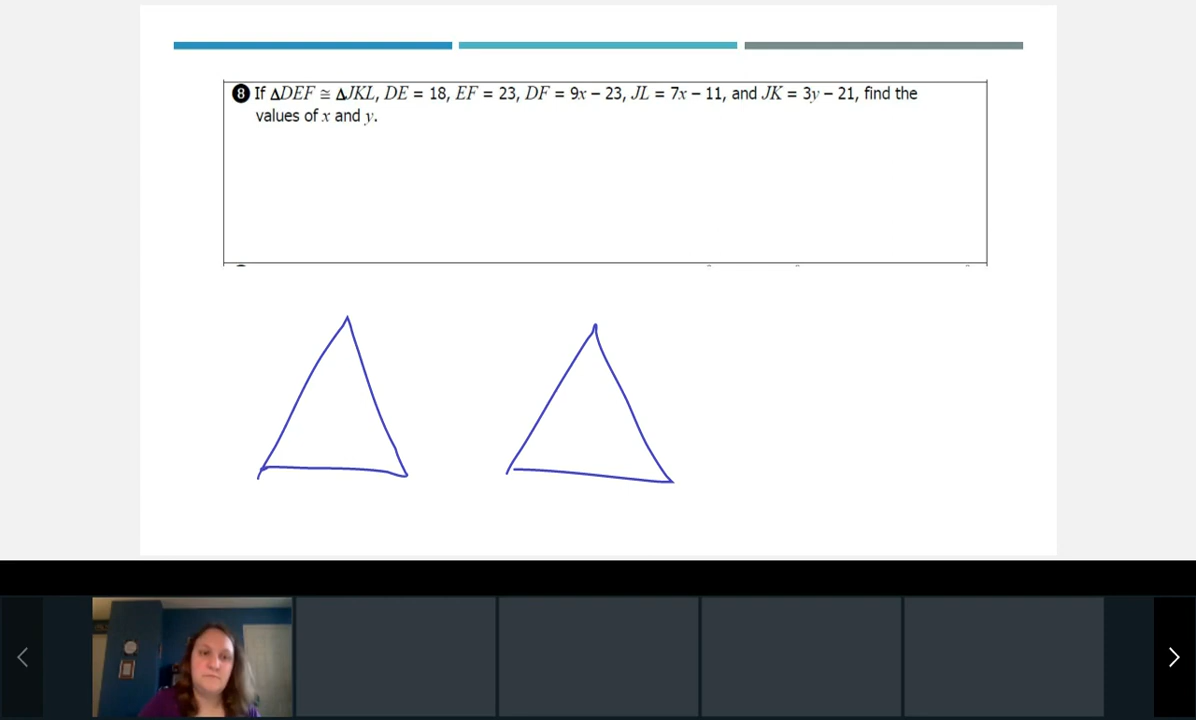 8 If ΔDEF ≅ ΔJKL, DE = 18, EF = 23, DF = 9x – 23, JL = 7x – 11, and JK = 3y – 21, find the
values of x and y.